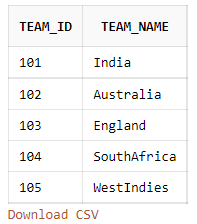 TEAM_ID TEAM_NAME
101 India
102 Australia
103 England
104 SouthAfrica
105 WestIndies
Download CSV